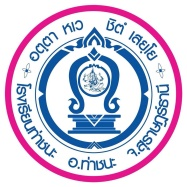 อตฺตา หเว ชิตํ เสยฺโย
โรงเรียนท่าชนะ
อ.ท่าชนะ
จ.สุราษฎร์ธานี